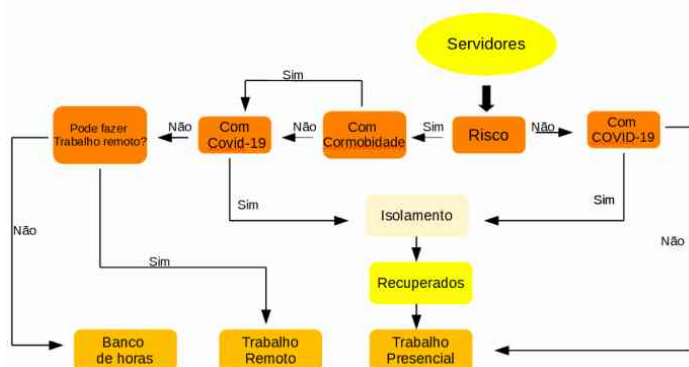 Servidores
Sim
Pode fazer
Trabalho remoto?
Não
Com
Covid-19
Não
Com
Cormobidade
Sim
Risco
Não
Com
COVID-19
Não
Sim
Sim
Isolamento
Sim
Não
Recuperados
Banco
de horas
Trabalho
Remoto
Trabalho
Presencial